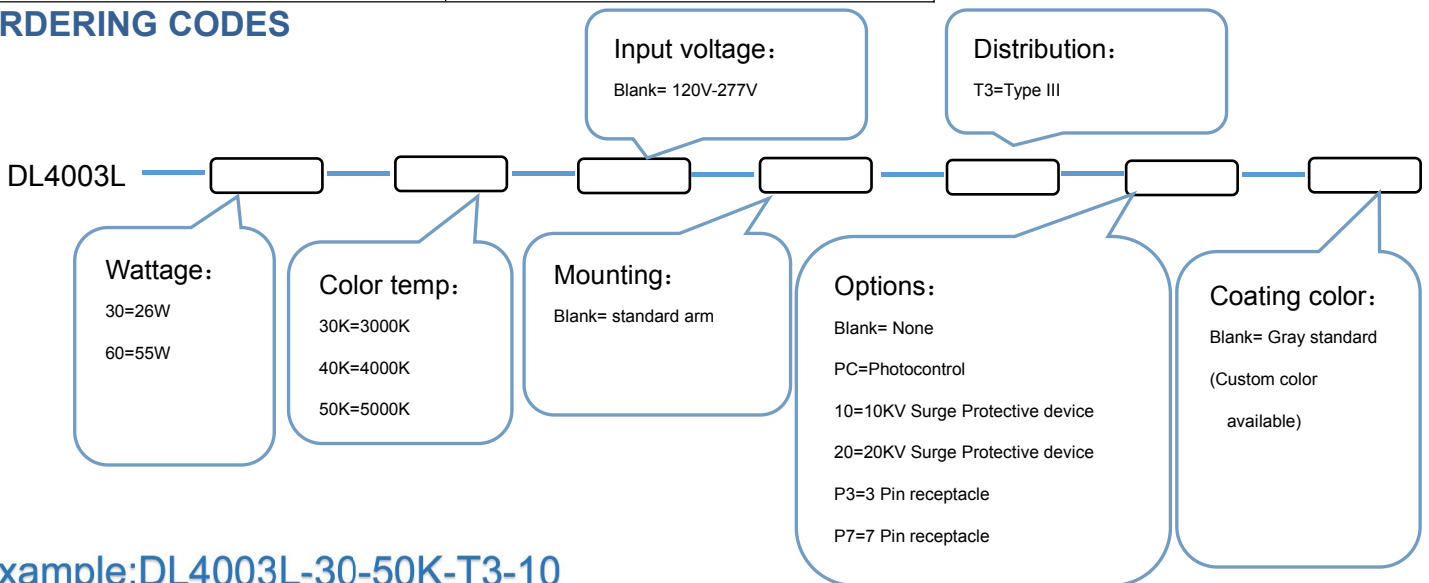 RDERING CODES
Input voltage：
Blank= 120V-277V
Distribution：
T3=Type III
DL4003L
Wattage：
30=26W
60=55W
Color temp：
30K=3000K
40K=4000K
50K=5000K
Mounting：
Blank= standard arm
Options：
Blank= None
PC=Photocontrol
10=10KV Surge Protective device
20=20KV Surge Protective device
P3=3 Pin receptacle
P7=7 Pin receptacle
Coating color：
Blank= Gray standard
(Custom color
available)
xample:DL4003L-30-50K-T3-10